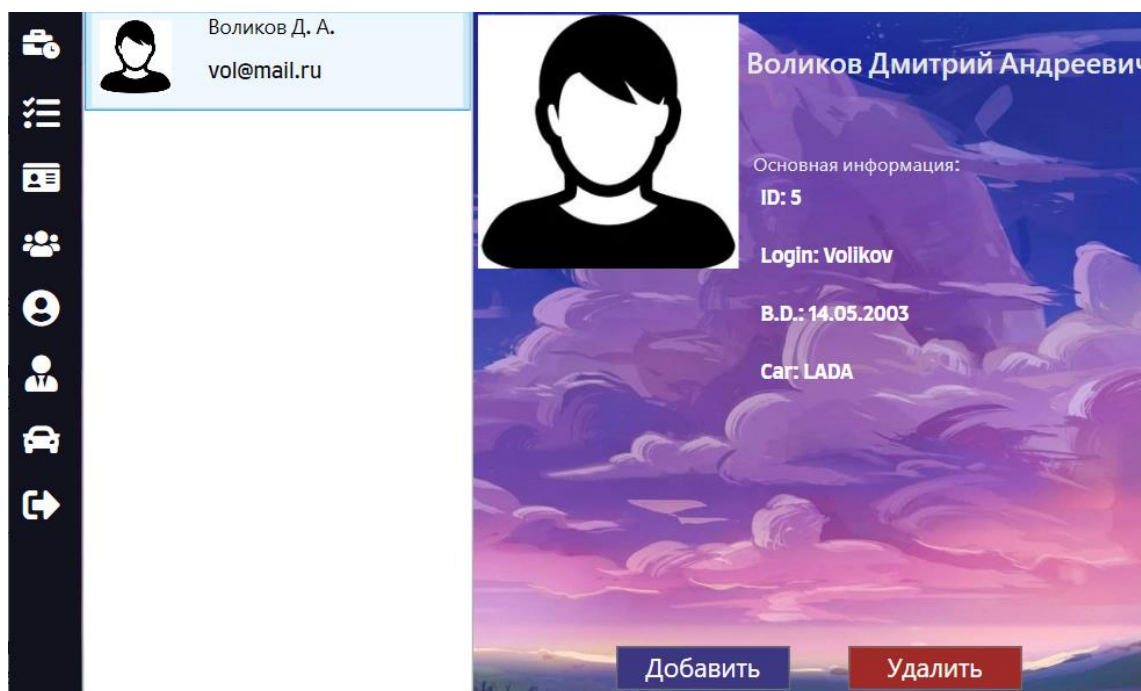 Воликов Д. А.
vol@mail.ru
Воликов Дмитрий Андреевич
Основная информация:
ID: 5
Login: Volikov
B.D.: 14.05.2003
Car: LADA
Добавить
Удалить